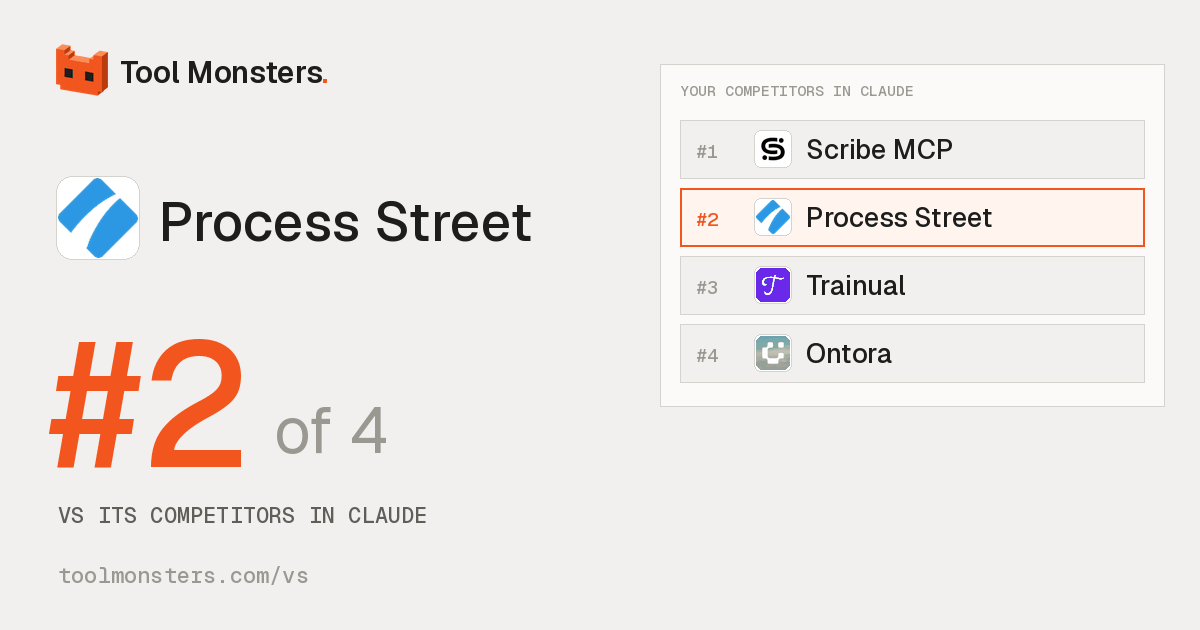 Tool Monsters.
Process Street
#2 of 4
VS ITS COMPETITORS IN CLAUDE
toolmonsters.com/vs
YOUR COMPETITORS IN CLAUDE
#1 Scribe MCP
#2 Process Street
#3 Trainual
#4 Ontora